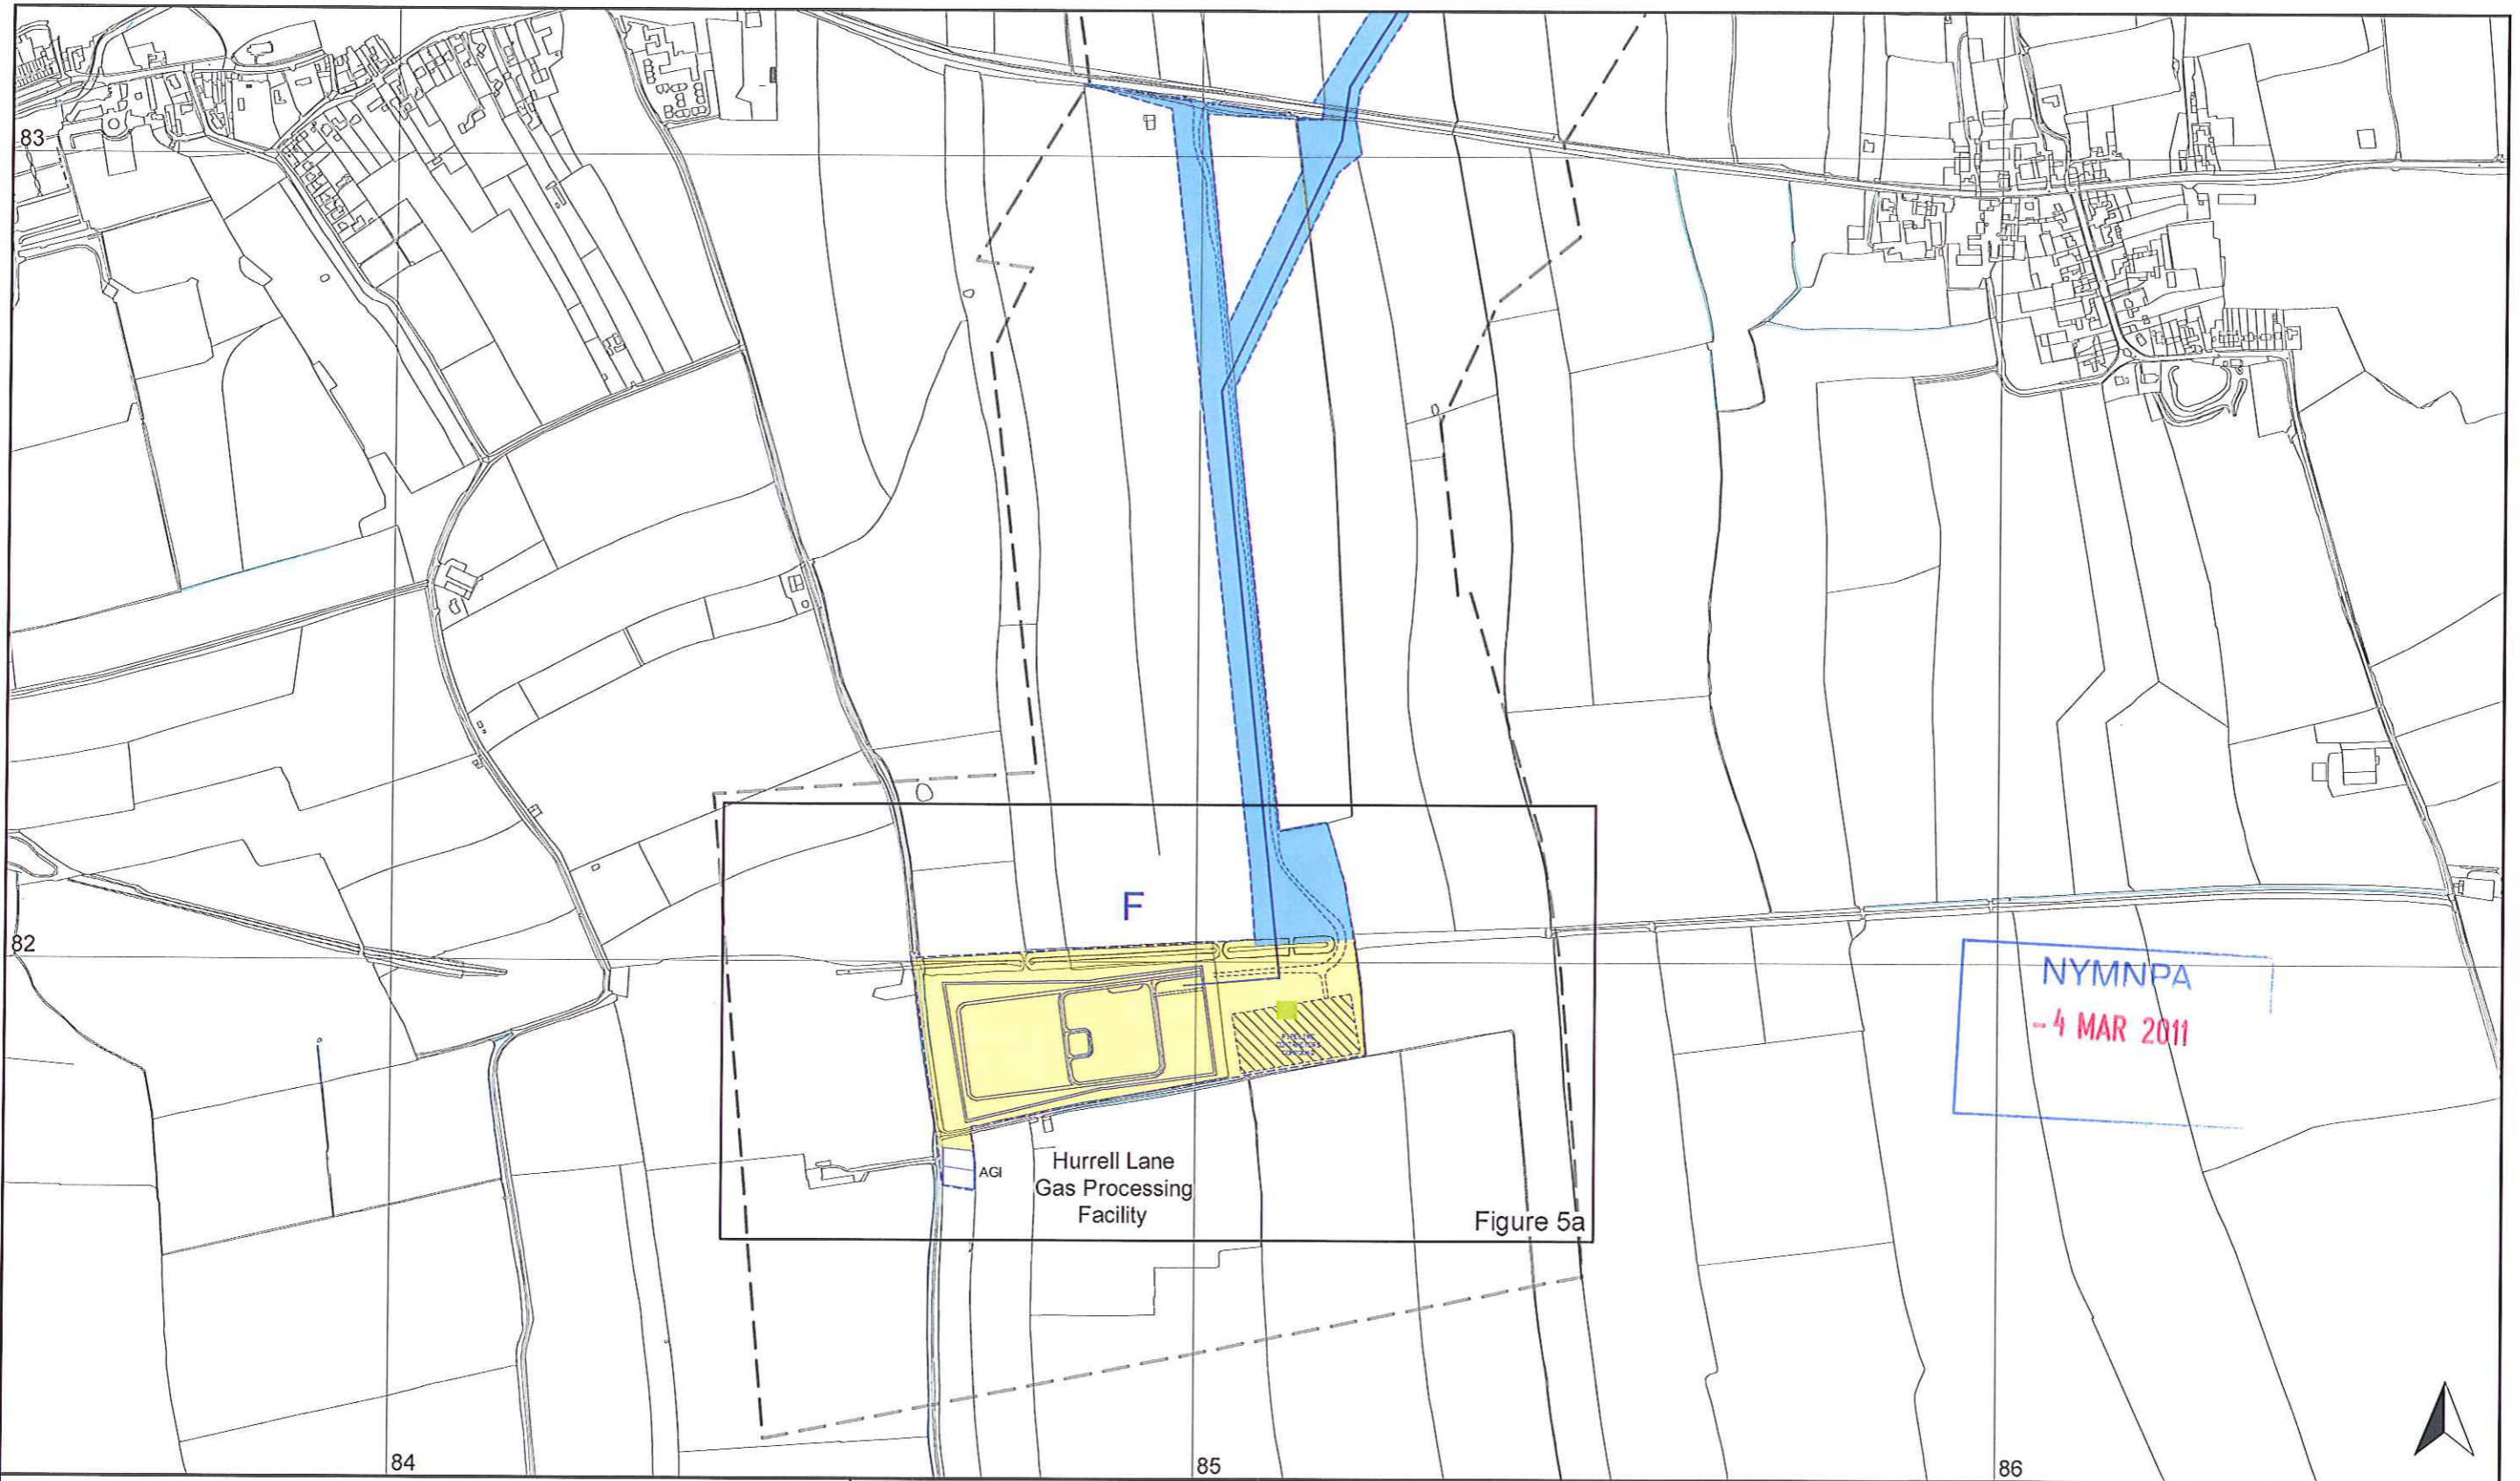 83
F
82
NYMNPA
- 4 MAR 2011
AGI
Hurrell Lane
Gas Processing
Facility
Figure 5a
84
85
86